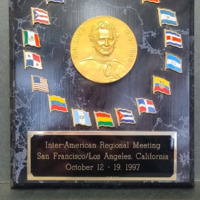 Inter-American Regional Meeting
San Francisco/Los Angeles, California
October 12 - 19, 1997